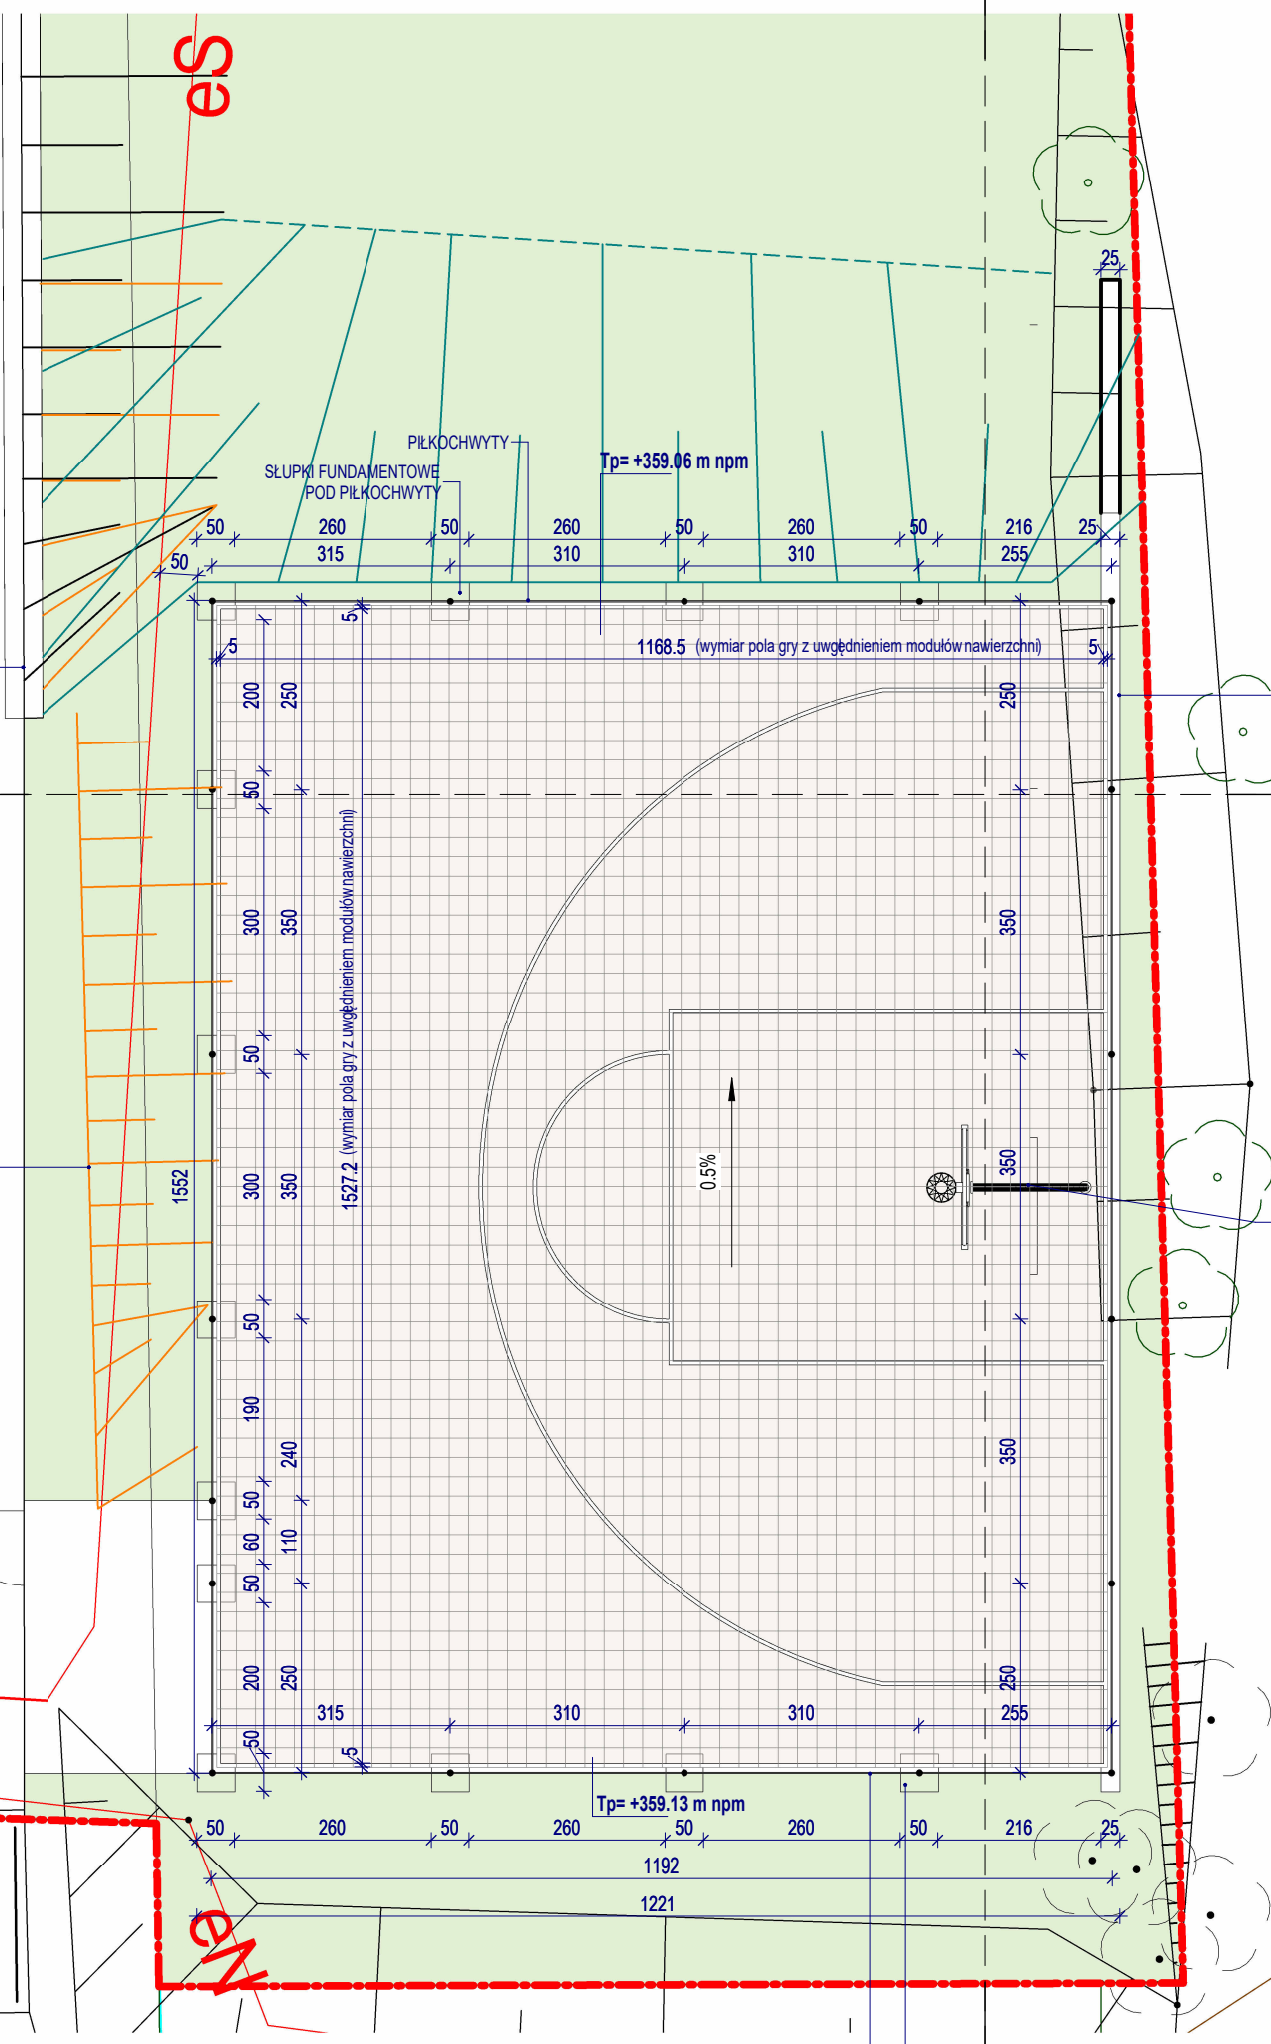 eS
25
PIŁKOCHWYTY
SŁUPKI FUNDAMENTOWE
POD PIŁKOCHWYTY
Tp= +359.06 m npm
50 260 50 260 50 260 50 216 25
315 310 310 255
50
5
5 1168.5 (wymiar pola gry z uwgędnieniem modułów nawierzchni) 5
200 250 250
50
300 350 350
1527.2 (wymiar pola gry z uwgędnieniem modułów nawierzchni)
50
1552 300 350 0.5% 350
50
190 240 350
50
60 110
50
200 250 250
315 310 310 255
50 5
Tp= +359.13 m npm
50 260 50 260 50 260 50 216 25
1192
1221
eN